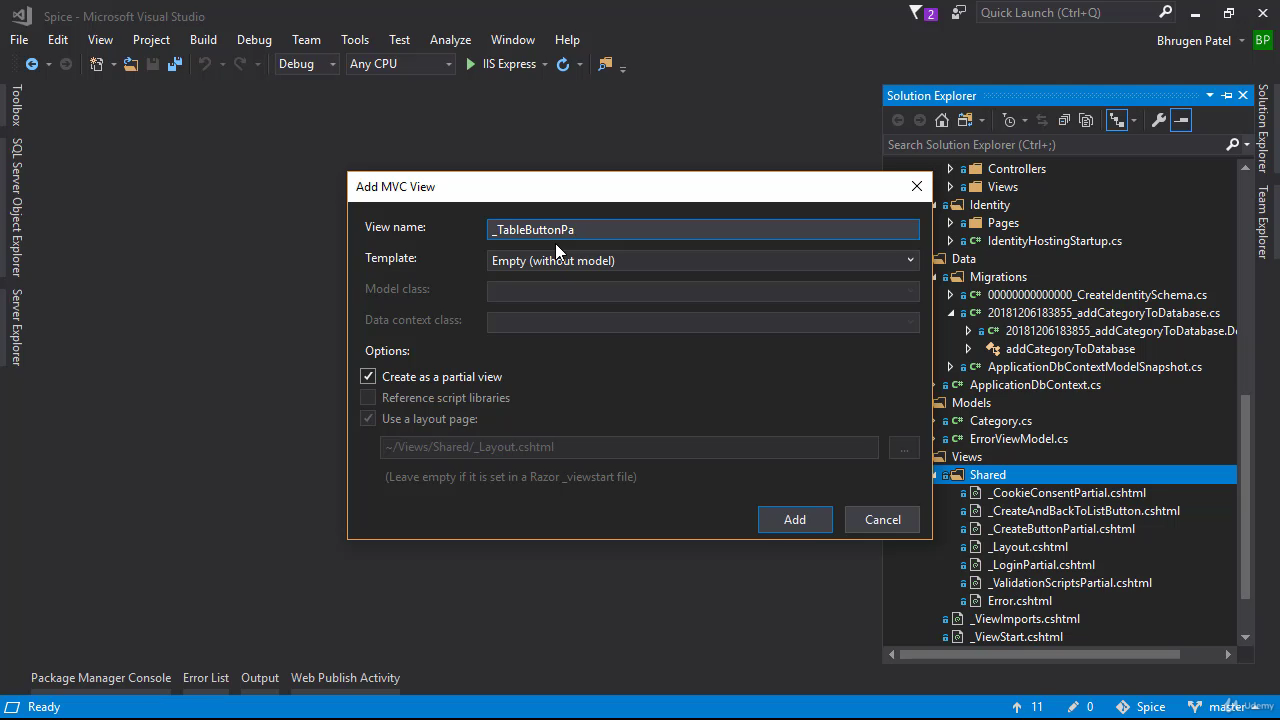 Spice - Microsoft Visual Studio
2
Quick Launch (Ctrl+Q)
File Edit View Project Build Debug Team Tools Test Analyze Window Help
Bhrugen Patel BP
Debug Any CPU IIS Express
Toolbox
SQL Server Object Explorer
Server Explorer
Add MVC View
View name: _TableButtonPa
Template: Empty (without model)
Model class:
Data context class:
Options:
Create as a partial view
Reference script libraries
Use a layout page:
~/Views/Shared/_Layout.cshtml
...
(Leave empty if it is set in a Razor _viewstart file)
Add Cancel
Solution Explorer
Search Solution Explorer (Ctrl+;)
Controllers
Views
Identity
Pages
IdentityHostingStartup.cs
Data
Migrations
00000000000000_CreateIdentitySchema.cs
20181206183855_addCategoryToDatabase.cs
20181206183855_addCategoryToDatabase.De
addCategoryToDatabase
ApplicationDbContextModelSnapshot.cs
ApplicationDbContext.cs
Models
Category.cs
ErrorViewModel.cs
Views
Shared
_CookieConsentPartial.cshtml
_CreateAndBackToListButton.cshtml
_CreateButtonPartial.cshtml
_Layout.cshtml
_LoginPartial.cshtml
_ValidationScriptsPartial.cshtml
Error.cshtml
_ViewImports.cshtml
_ViewStart.cshtml
Solution Explorer
Team Explorer
Package Manager Console Error List Output Web Publish Activity
Ready
11 0 Spice master
Udemy